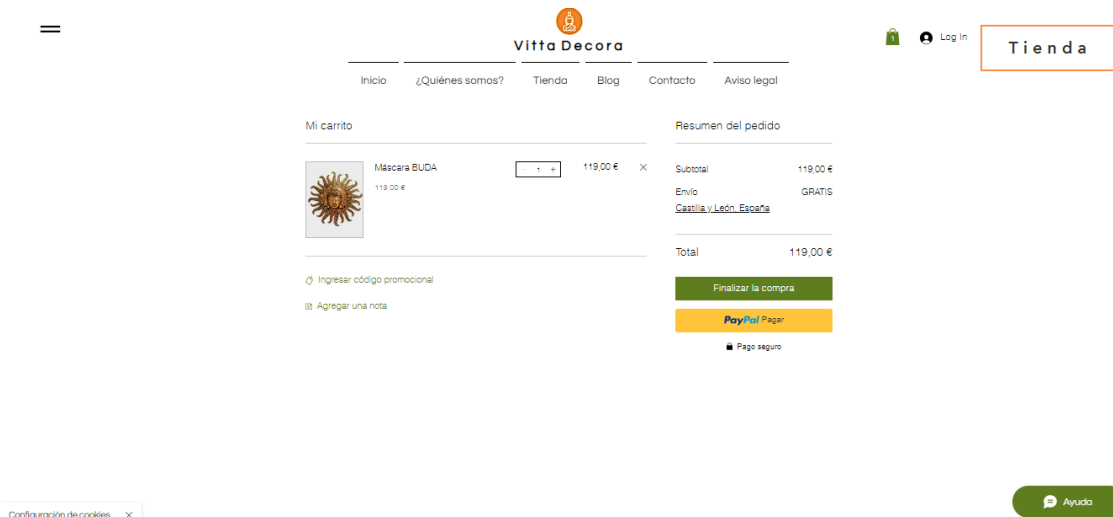 Vitta Decora
1
Log In
Tienda
Inicio
¿Quiénes somos?
Tienda
Blog
Contacto
Aviso legal
Mi carrito
Máscara BUDA
119,00 €
- 1 +
119,00 €
Ingresar código promocional
Agregar una nota
Resumen del pedido
Subtotal 119,00 €
Envío GRATIS
Castilla y León, España
Total 119,00 €
Finalizar la compra
PayPal Pagar
Pago seguro
Ayuda
Configuración de cookies